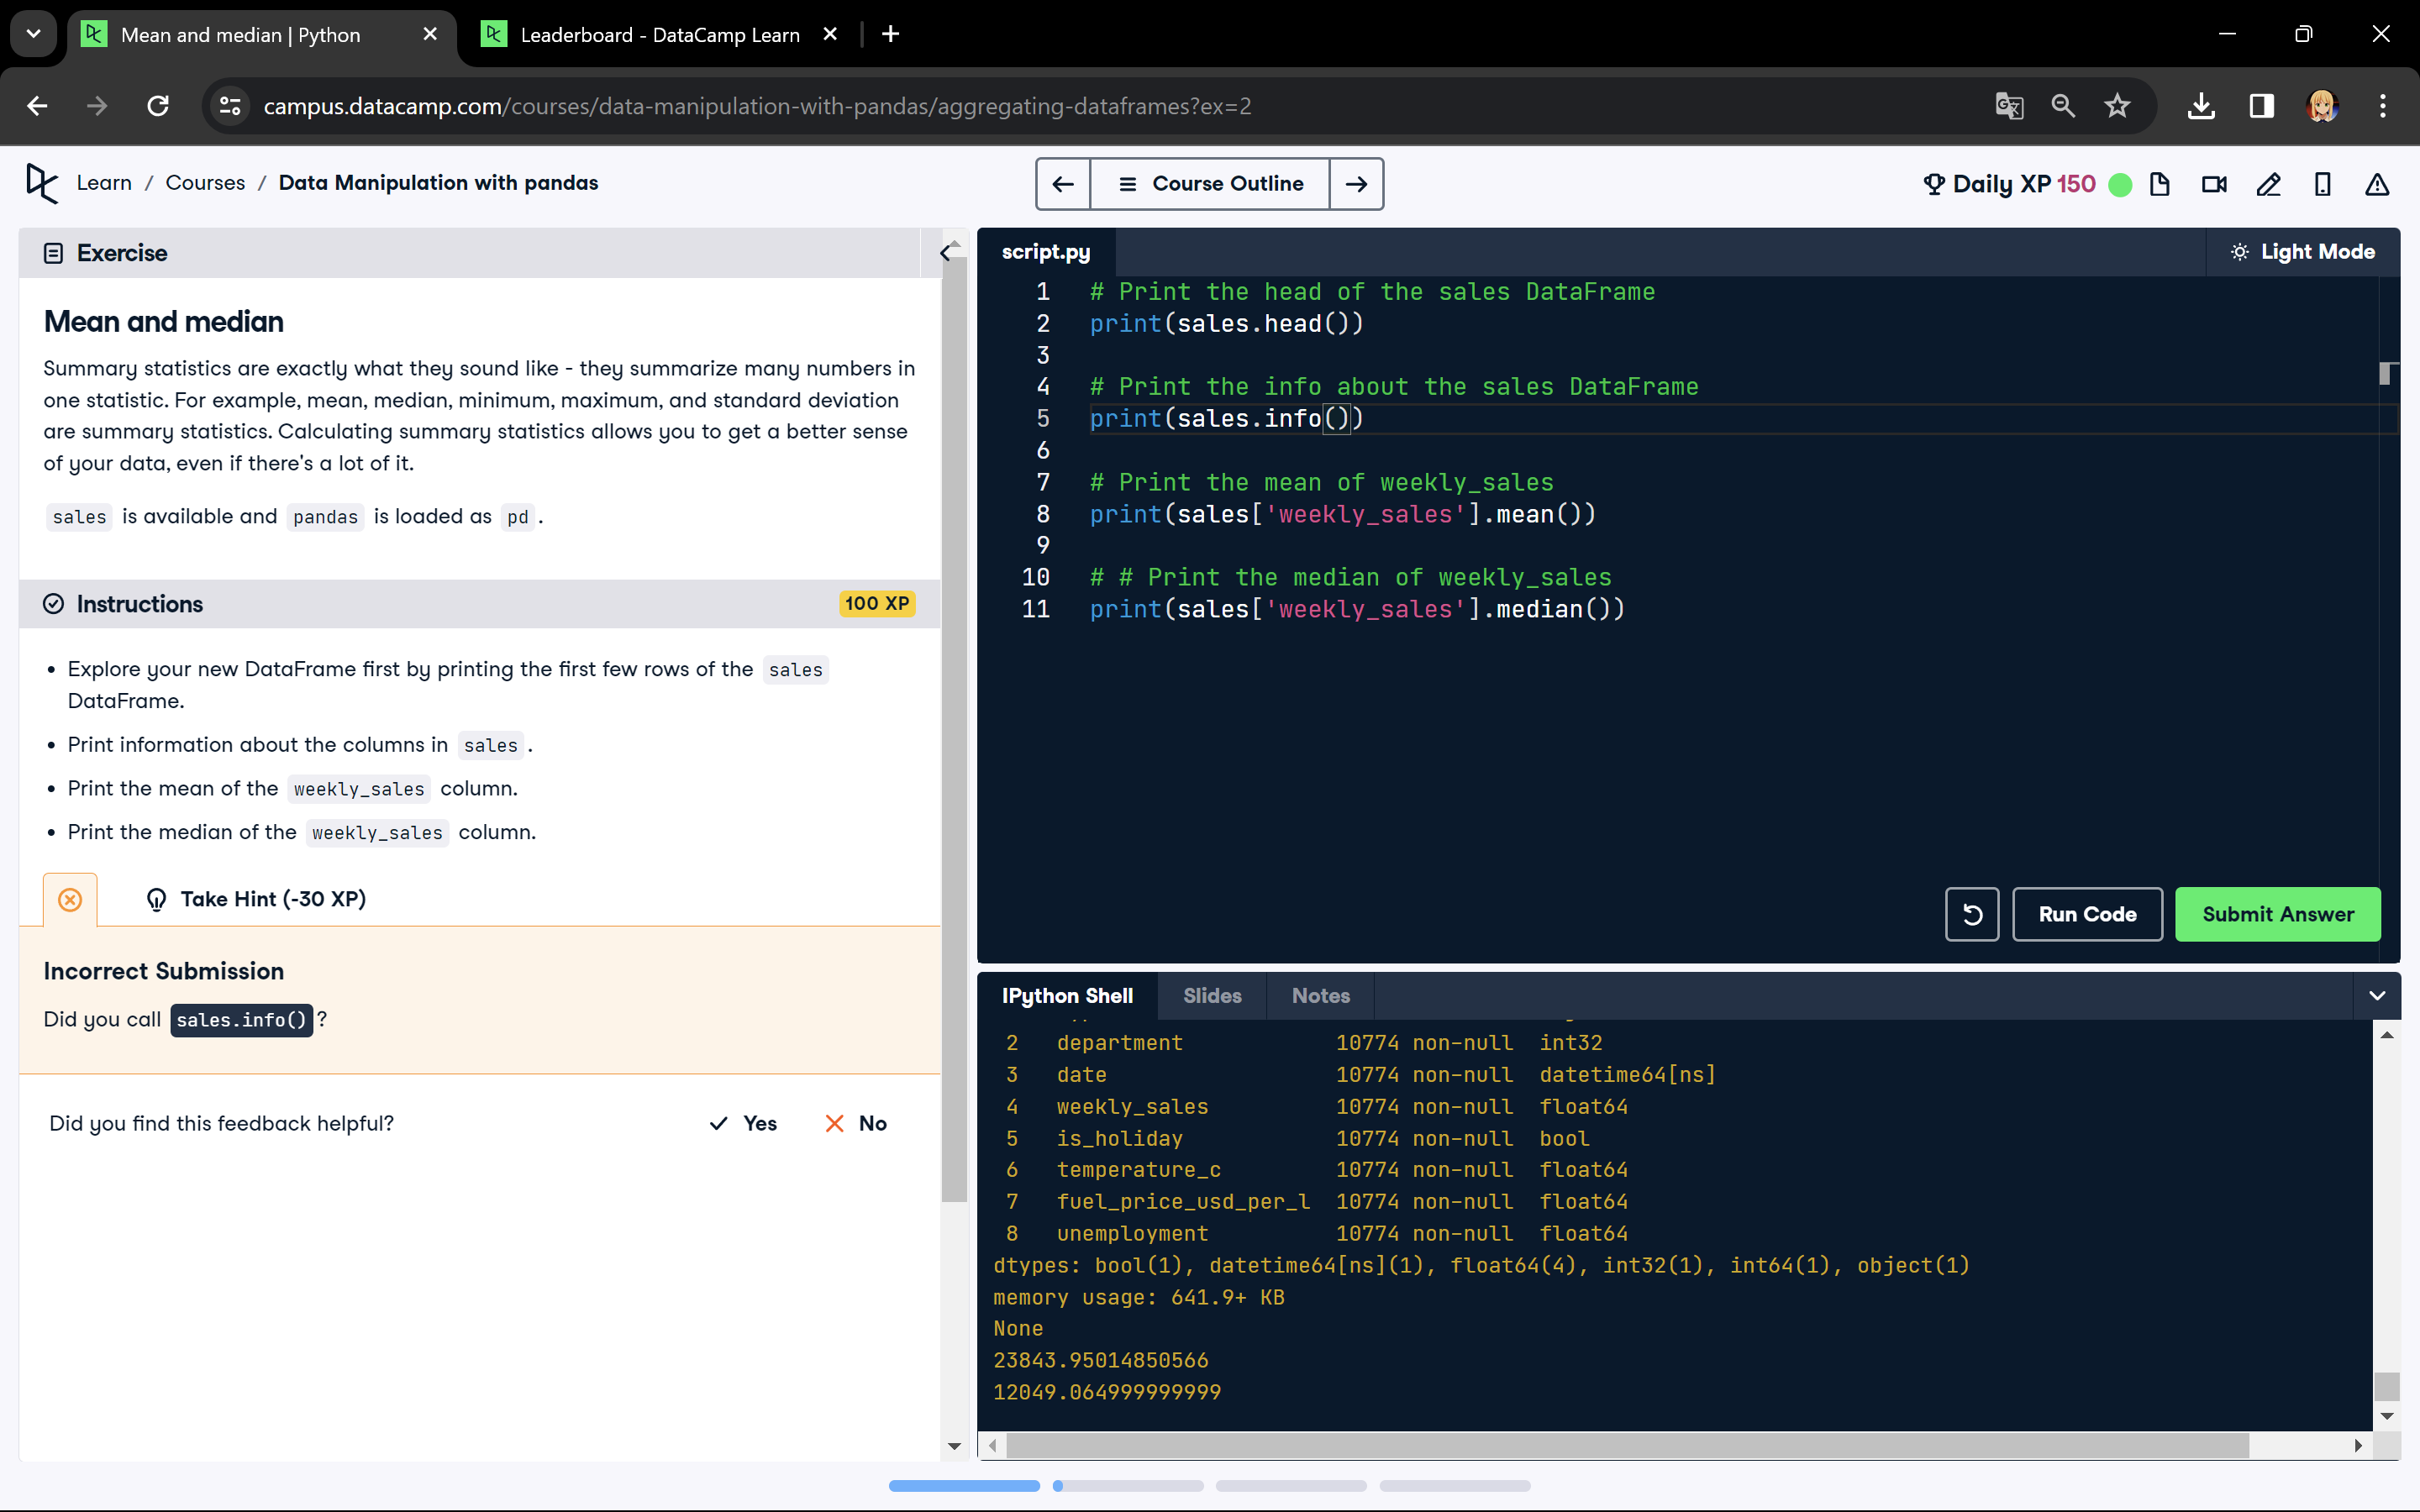 Mean and median | Python
Leaderboard - DataCamp Learn
campus.datacamp.com/courses/data-manipulation-with-pandas/aggregating-dataframes?ex=2
Learn / Courses / Data Manipulation with pandas
Course Outline
Daily XP 150
Exercise
Mean and median
Summary statistics are exactly what they sound like - they summarize many numbers in
one statistic. For example, mean, median, minimum, maximum, and standard deviation
are summary statistics. Calculating summary statistics allows you to get a better sense
of your data, even if there's a lot of it.
sales is available and pandas is loaded as pd.
Instructions
100 XP
• Explore your new DataFrame first by printing the first few rows of the sales
DataFrame.
• Print information about the columns in sales.
• Print the mean of the weekly_sales column.
• Print the median of the weekly_sales column.
Take Hint (-30 XP)
Incorrect Submission
Did you call sales.info()?
Did you find this feedback helpful?
Yes
No
script.py
Light Mode
1 # Print the head of the sales DataFrame
2 print(sales.head())
3
4 # Print the info about the sales DataFrame
5 print(sales.info())
6
7 # Print the mean of weekly_sales
8 print(sales['weekly_sales'].mean())
9
10 # # Print the median of weekly_sales
11 print(sales['weekly_sales'].median())
Run Code
Submit Answer
IPython Shell
Slides
Notes
2 department 10774 non-null int32
3 date 10774 non-null datetime64[ns]
4 weekly_sales 10774 non-null float64
5 is_holiday 10774 non-null bool
6 temperature_c 10774 non-null float64
7 fuel_price_usd_per_l 10774 non-null float64
8 unemployment 10774 non-null float64
dtypes: bool(1), datetime64[ns](1), float64(4), int32(1), int64(1), object(1)
memory usage: 641.9+ KB
None
23843.95014850566
12049.064999999999